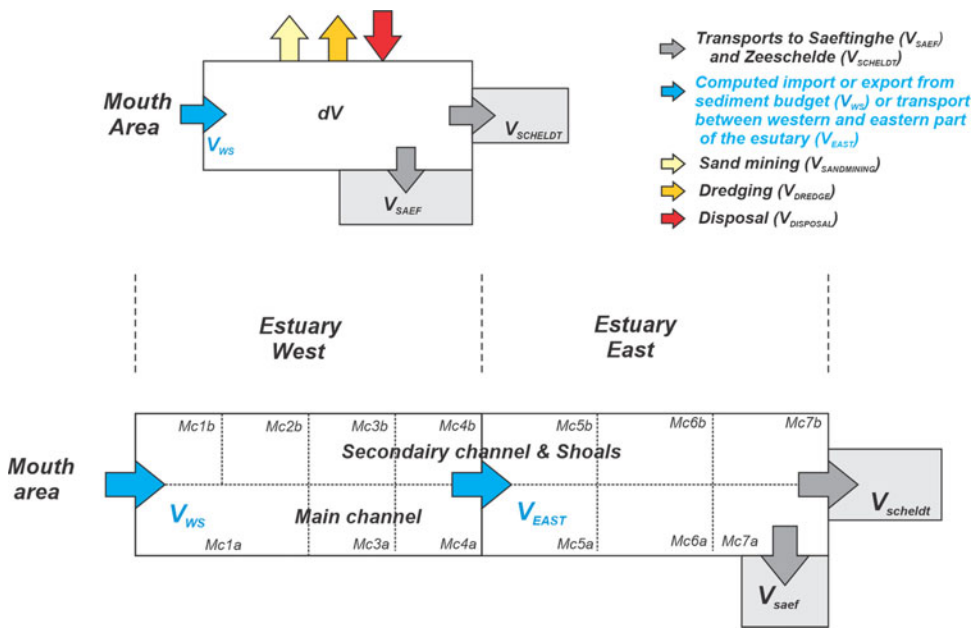 Mouth
Area
dV
V_WS
V_SCHELDT
V_SAEF
Transports to Saeftinghe (V_SAEF)
and Zeeschelde (V_SCHELDT)
Computed import or export from
sediment budget (V_WS) or transport
between western and eastern part
of the esutary (V_EAST)
Sand mining (V_SANDMINING)
Dredging (V_DREDGE)
Disposal (V_DISPOSAL)
Estuary
West
Estuary
East
Mc1b Mc2b Mc3b Mc4b Mc5b Mc6b Mc7b
Secondairy channel & Shoals
Mouth
area
V_WS
V_EAST
V_scheldt
Main channel
Mc1a Mc3a Mc4a Mc5a Mc6a Mc7a
V_saef